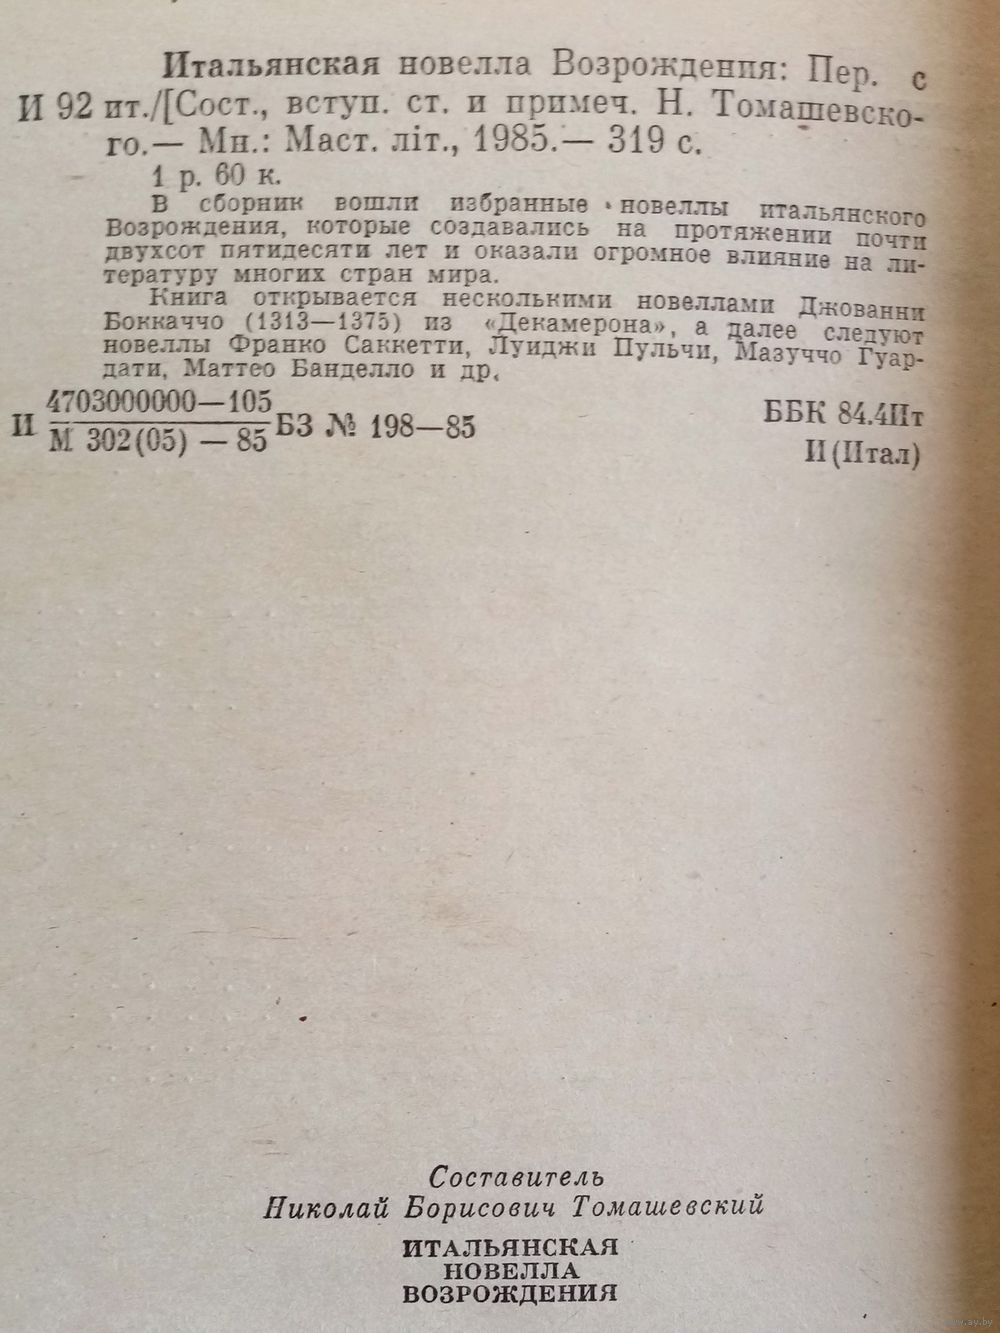 Итальянская новелла Возрождения: Пер. с
И 92 ит./[Сост., вступ. ст. и примеч. Н. Томашевско-
го.— Мн.: Маст. літ., 1985.— 319 с.
1 р. 60 к.
В сборник вошли избранные новеллы итальянского
Возрождения, которые создавались на протяжении почти
двухсот пятидесяти лет и оказали огромное влияние на ли-
тературу многих стран мира.
Книга открывается несколькими новеллами Джованни
Боккаччо (1313—1375) из «Декамерона», а далее следуют
новеллы Франко Саккетти, Луиджи Пульчи, Мазуччо Гуар-
дати, Маттео Банделло и др.
И 4703000000—105
М 302(05) — 85 БЗ № 198—85
ББК 84.4Ит
И(Итал)
Составитель
Николай Борисович Томашевский
ИТАЛЬЯНСКАЯ
НОВЕЛЛА
ВОЗРОЖДЕНИЯ
www.ay.by